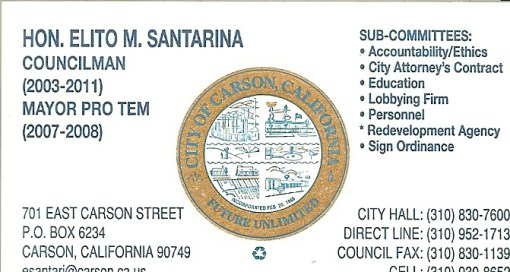 HON. ELITO M. SANTARINA
COUNCILMAN
(2003-2011)
MAYOR PRO TEM
(2007-2008)
SUB-COMMITTEES:
• Accountability/Ethics
• City Attorney's Contract
• Education
• Lobbying Firm
• Personnel
* Redevelopment Agency
• Sign Ordinance
CITY OF CARSON, CALIFORNIA
INCORPORATED FEB. 20, 1968
FUTURE UNLIMITED
701 EAST CARSON STREET
P.O. BOX 6234
CARSON, CALIFORNIA 90749
esantari@carson.ca.us
CITY HALL: (310) 830-7600
DIRECT LINE: (310) 952-1713
COUNCIL FAX: (310) 830-1139
CELL: (310)